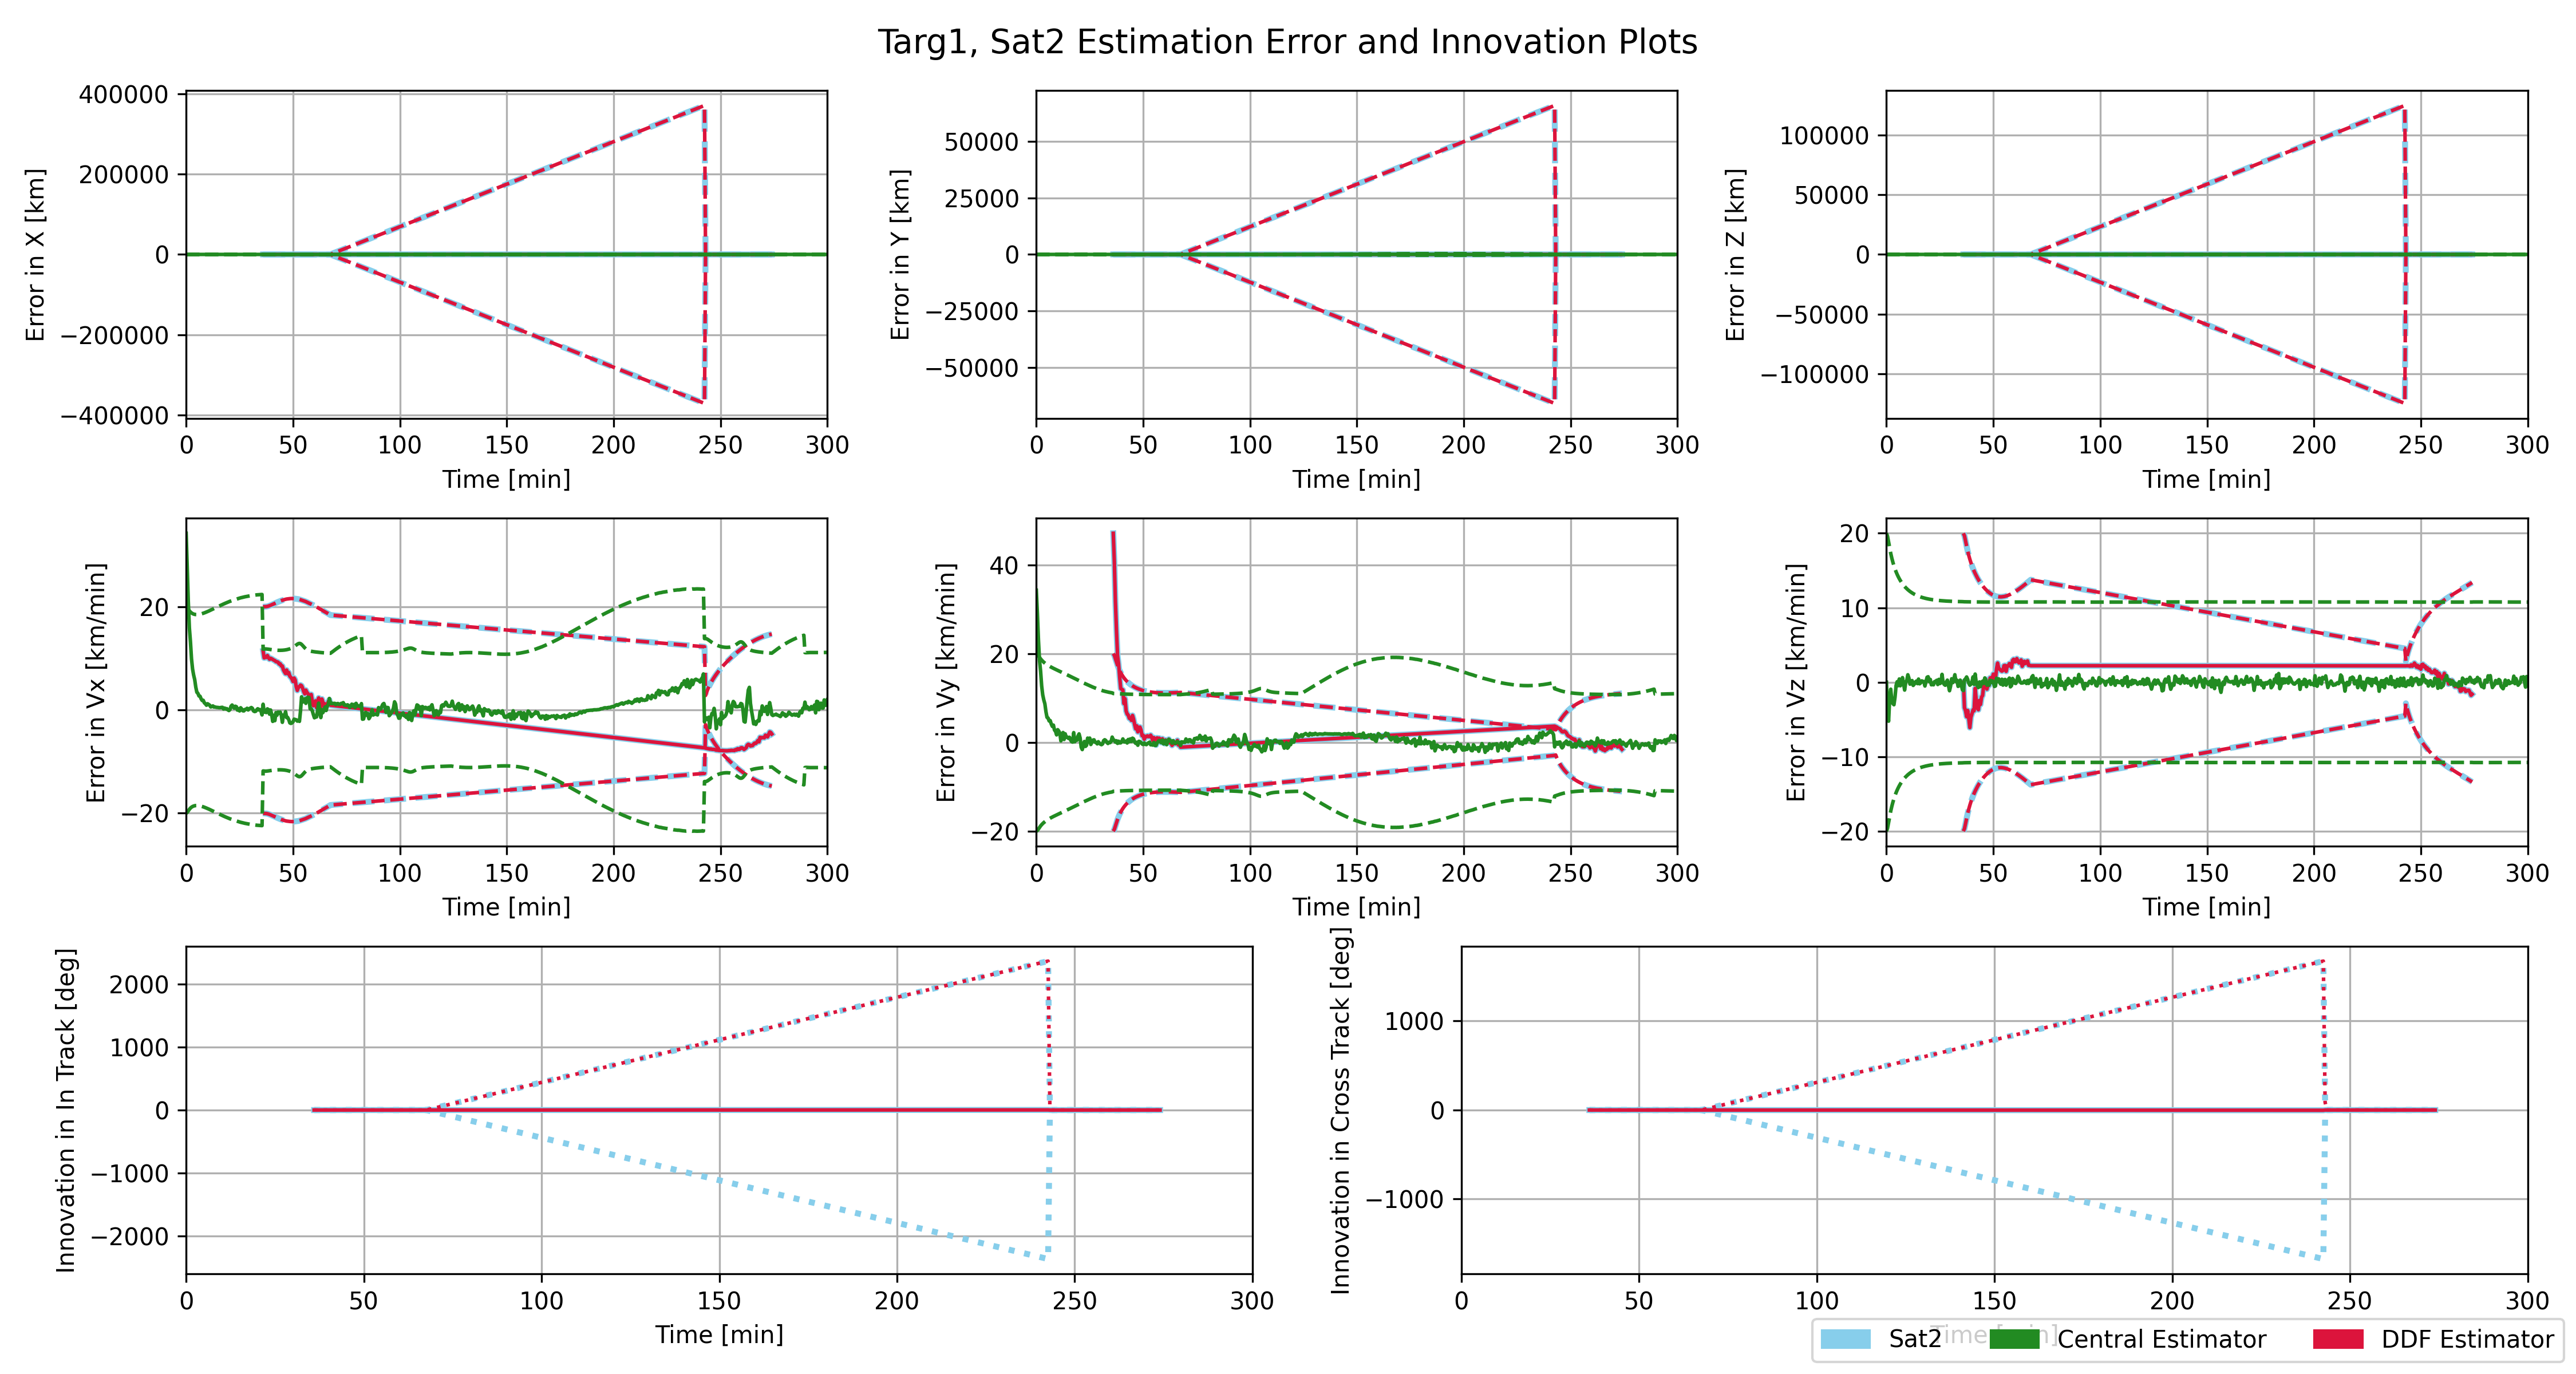 Targ1, Sat2 Estimation Error and Innovation Plots
Error in X [km]
400000
200000
0
−200000
−400000
0 50 100 150 200 250 300
Time [min]
Error in Y [km]
50000
25000
0
−25000
−50000
0 50 100 150 200 250 300
Time [min]
Error in Z [km]
100000
50000
0
−50000
−100000
0 50 100 150 200 250 300
Time [min]
Error in Vx [km/min]
20
0
−20
0 50 100 150 200 250 300
Time [min]
Error in Vy [km/min]
40
20
0
−20
0 50 100 150 200 250 300
Time [min]
Error in Vz [km/min]
20
10
0
−10
−20
0 50 100 150 200 250 300
Time [min]
Innovation in In Track [deg]
2000
1000
0
−1000
−2000
0 50 100 150 200 250 300
Time [min]
Innovation in Cross Track [deg]
1000
0
−1000
0 50 100 150 200 250 300
Time [min]
Sat2 Central Estimator DDF Estimator